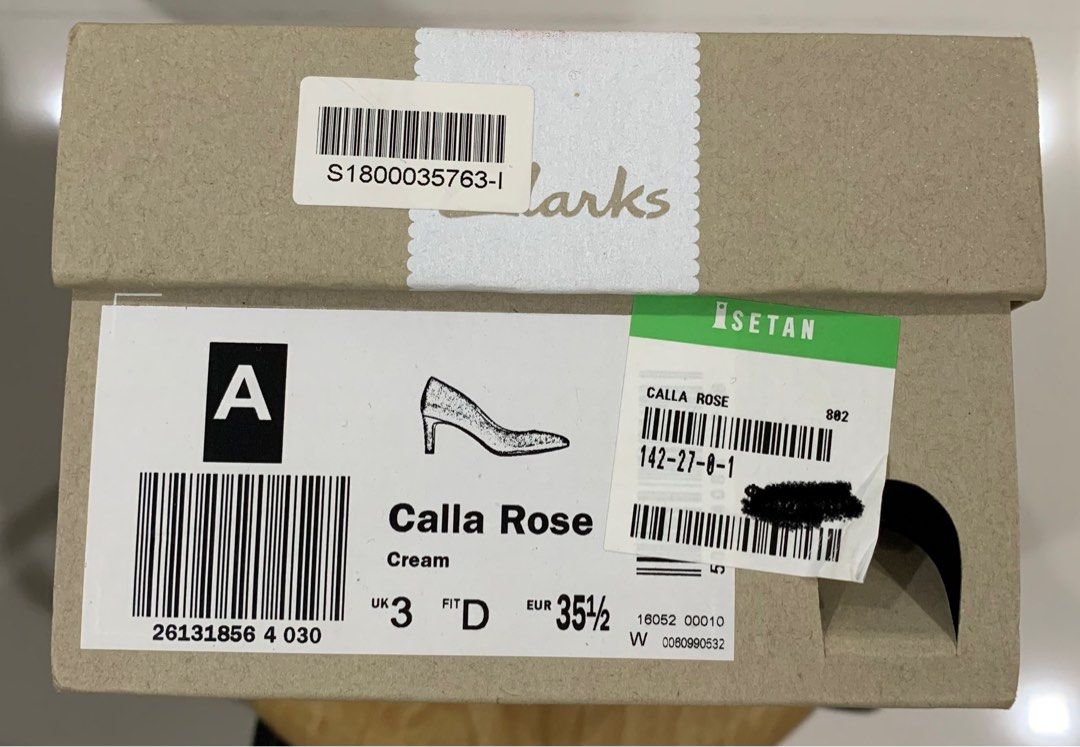 S1800035763-I
Clarks
ISETAN
CALLA ROSE
802
142-27-0-1
A
26131856 4 030
Calla Rose
Cream
UK 3 FIT D EUR 35½
16052 00010
W 0060990532